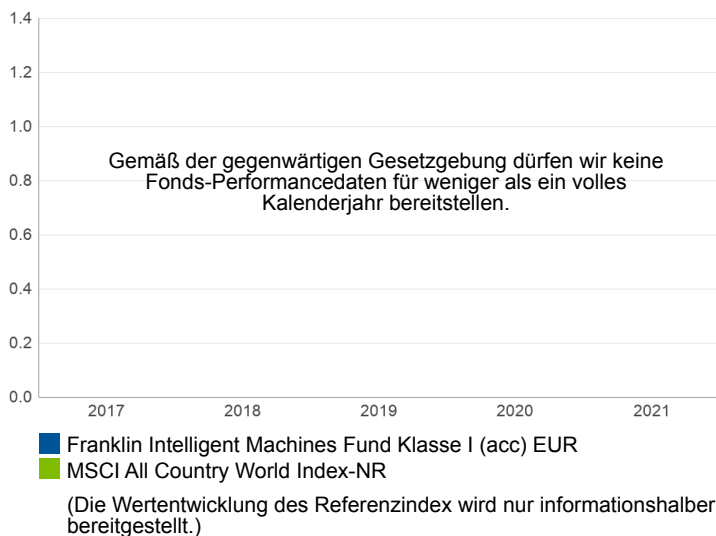 1.4
1.2
1.0
Gemäß der gegenwärtigen Gesetzgebung dürfen wir keine
0.8
Fonds-Performancedaten für weniger als ein volles
Kalenderjahr bereitstellen.
0.6
0.4
0.2
0.0
2017 2018 2019 2020 2021
Franklin Intelligent Machines Fund Klasse I (acc) EUR
MSCI All Country World Index-NR
(Die Wertentwicklung des Referenzindex wird nur informationshalber
bereitgestellt.)